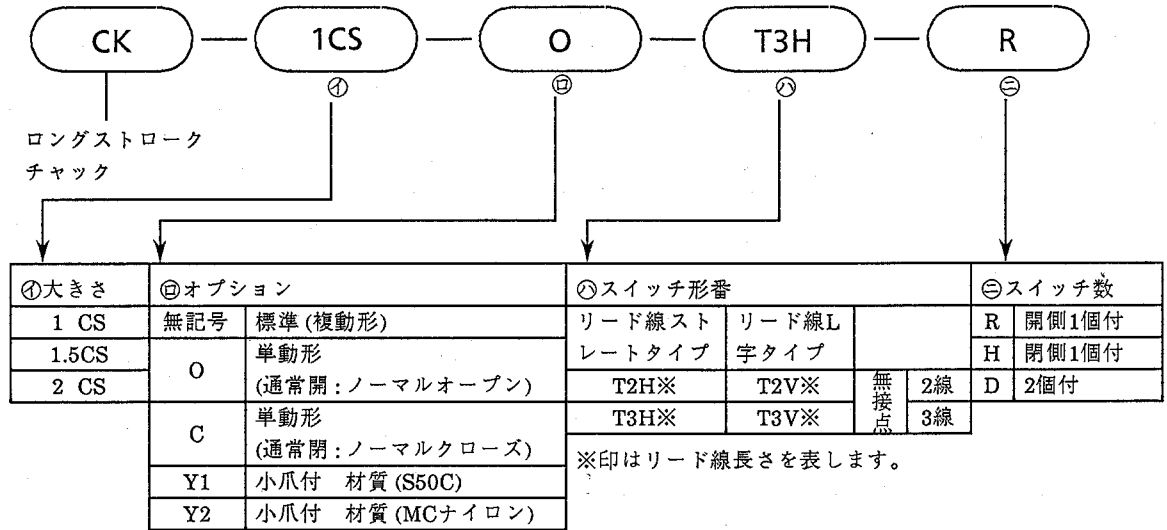 CK — 1CS — O — T3H — R
㋑ ㋺ ㋩ ㋥
ロングストローク
チャック
㋑大きさ
1 CS
1.5CS
2 CS
㋺オプション
無記号 標準(複動形)
O 単動形
(通常開:ノーマルオープン)
C 単動形
(通常閉:ノーマルクローズ)
Y1 小爪付 材質(S50C)
Y2 小爪付 材質(MCナイロン)
㋩スイッチ形番
リード線スト リード線L
レートタイプ 字タイプ
T2H※ T2V※ 無接点 2線
T3H※ T3V※ 3線
※印はリード線長さを表します。
㋥スイッチ数
R 開側1個付
H 閉側1個付
D 2個付